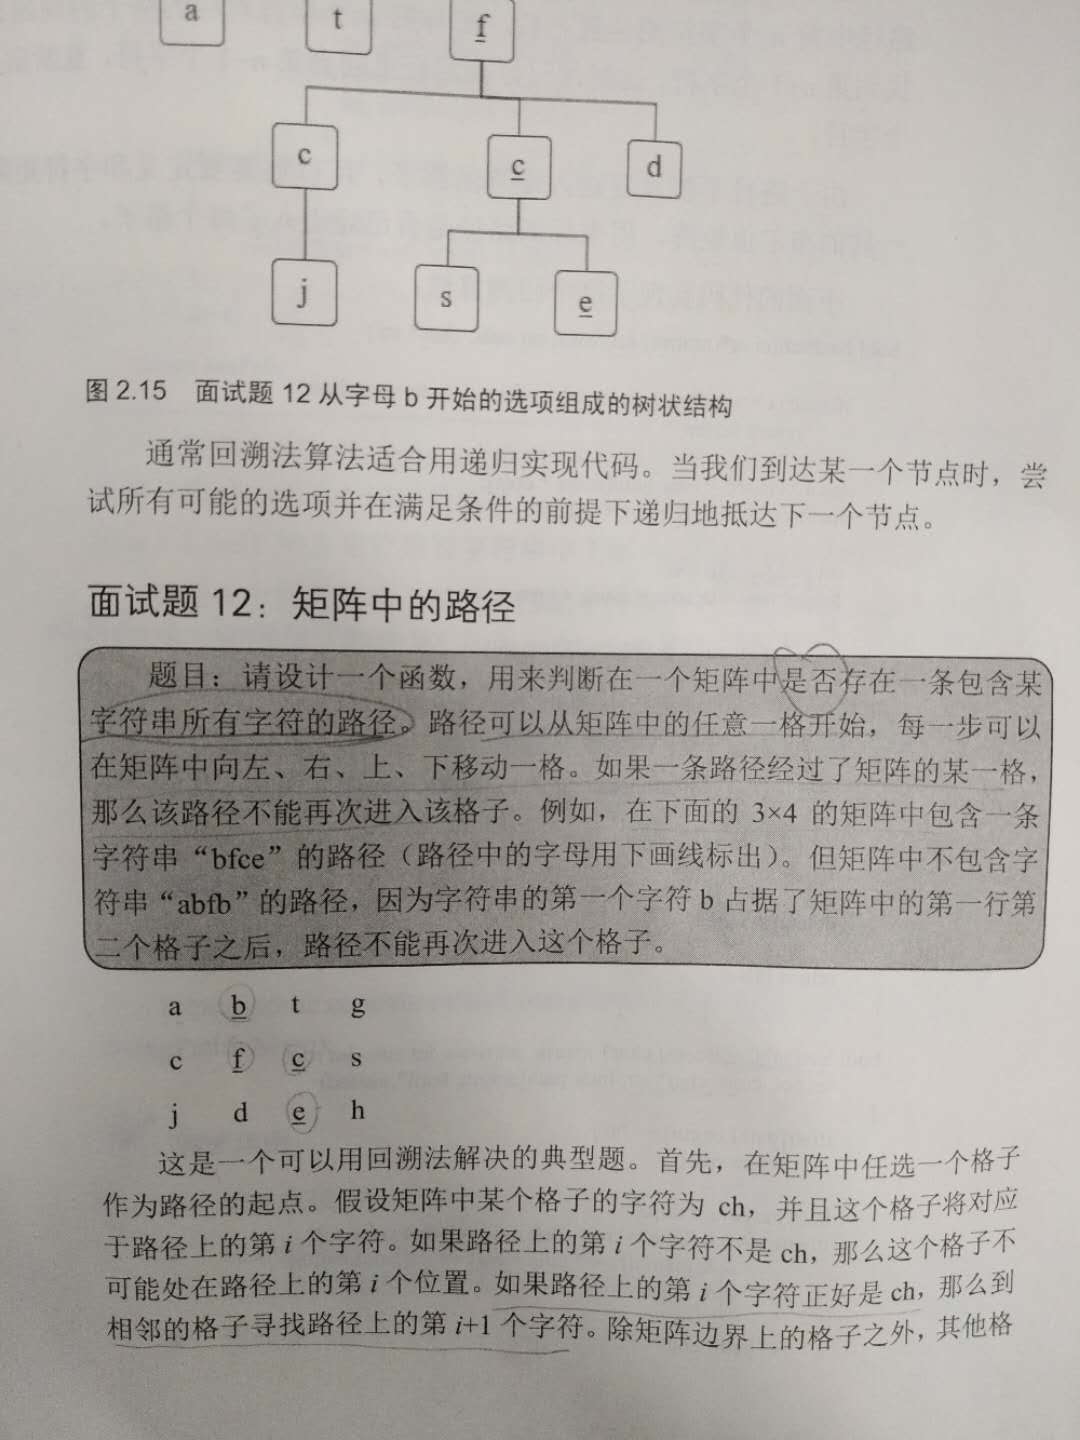 a t f
c c d
j s e
图 2.15 面试题 12 从字母 b 开始的选项组成的树状结构
通常回溯法算法适合用递归实现代码。当我们到达某一个节点时，尝
试所有可能的选项并在满足条件的前提下递归地抵达下一个节点。
面试题 12：矩阵中的路径
题目：请设计一个函数，用来判断在一个矩阵中是否存在一条包含某
字符串所有字符的路径。路径可以从矩阵中的任意一格开始，每一步可以
在矩阵中向左、右、上、下移动一格。如果一条路径经过了矩阵的某一格，
那么该路径不能再次进入该格子。例如，在下面的 3×4 的矩阵中包含一条
字符串“bfce”的路径（路径中的字母用下画线标出）。但矩阵中不包含字
符串“abfb”的路径，因为字符串的第一个字符 b 占据了矩阵中的第一行第
二个格子之后，路径不能再次进入这个格子。
a b t g
c f c s
j d e h
这是一个可以用回溯法解决的典型题。首先，在矩阵中任选一个格子
作为路径的起点。假设矩阵中某个格子的字符为 ch，并且这个格子将对应
于路径上的第 i 个字符。如果路径上的第 i 个字符不是 ch，那么这个格子不
可能处在路径上的第 i 个位置。如果路径上的第 i 个字符正好是 ch，那么到
相邻的格子寻找路径上的第 i+1 个字符。除矩阵边界上的格子之外，其他格